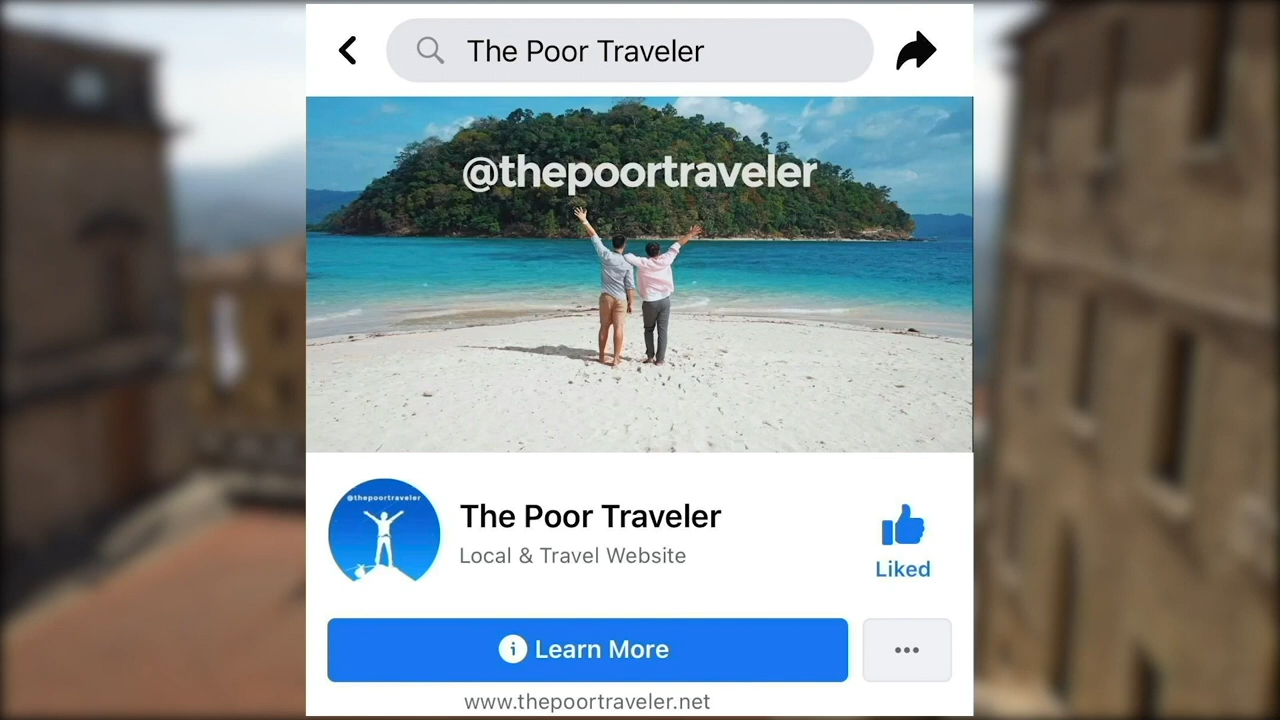 The Poor Traveler
@thepoortraveler
@thepoortraveler
The Poor Traveler
Local & Travel Website
Liked
Learn More
www.thepoortraveler.net